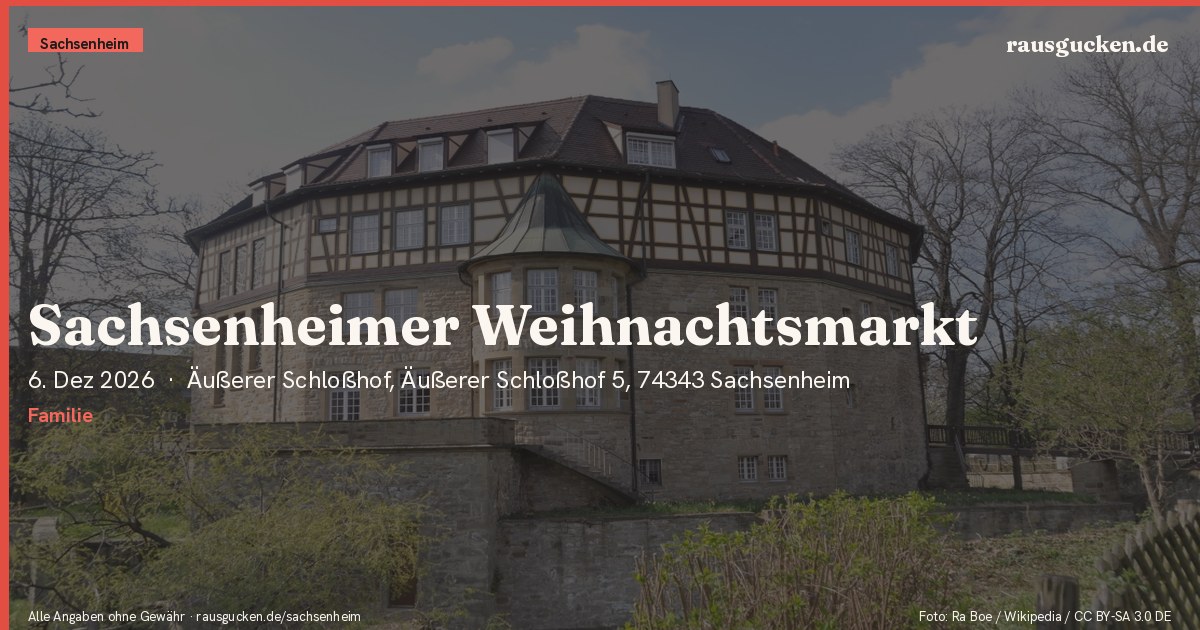 Sachsenheim
rausgucken.de
Sachsenheimer Weihnachtsmarkt
6. Dez 2026 · Äußerer Schloßhof, Äußerer Schloßhof 5, 74343 Sachsenheim
Familie
Alle Angaben ohne Gewähr · rausgucken.de/sachsenheim
Foto: Ra Boe / Wikipedia / CC BY-SA 3.0 DE